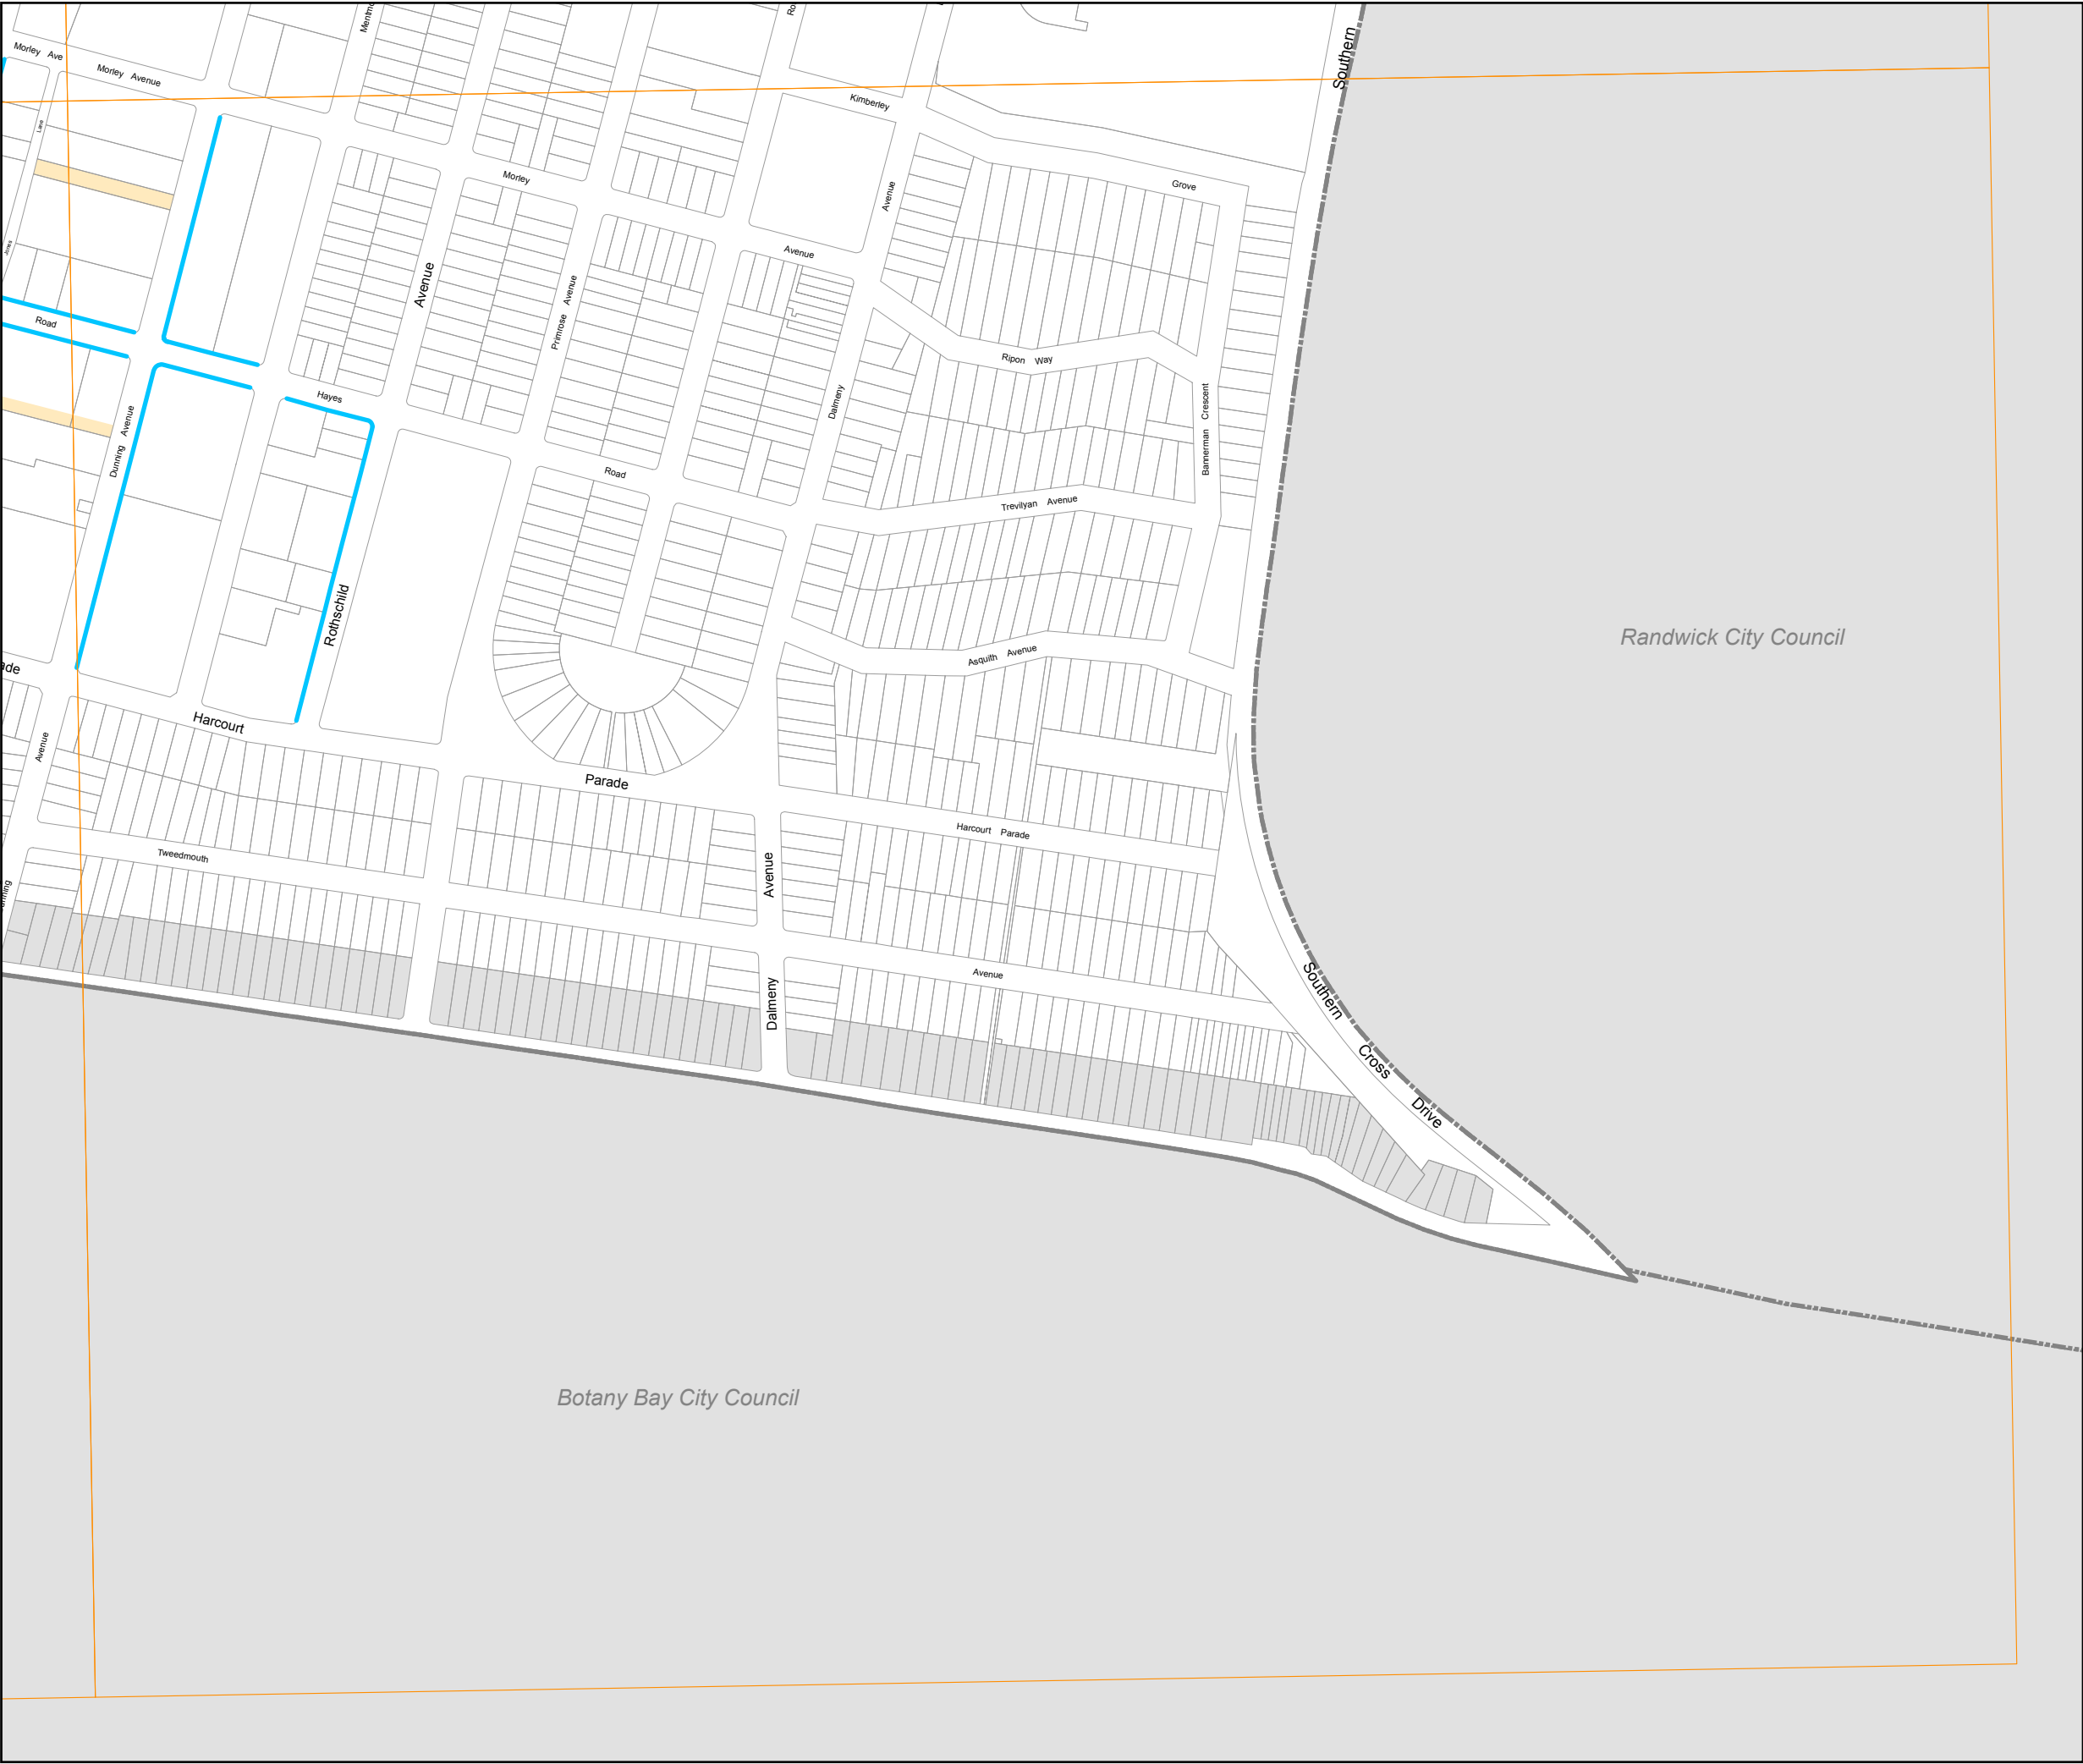 Southern
Morley Ave
Morley Avenue
Kimberley
Lane
Morley
Grove
Avenue
Jones
Avenue
Avenue
Primrose Avenue
Road
Ripon Way
Hayes
Dalmeny
Bannerman Crescent
Dunning Avenue
Road
Trevilyan Avenue
Rothschild
Randwick City Council
Asquith Avenue
Harcourt
Avenue
Parade
Harcourt Parade
Tweedmouth
Avenue
Avenue
Dalmeny
Southern Cross Drive
Botany Bay City Council